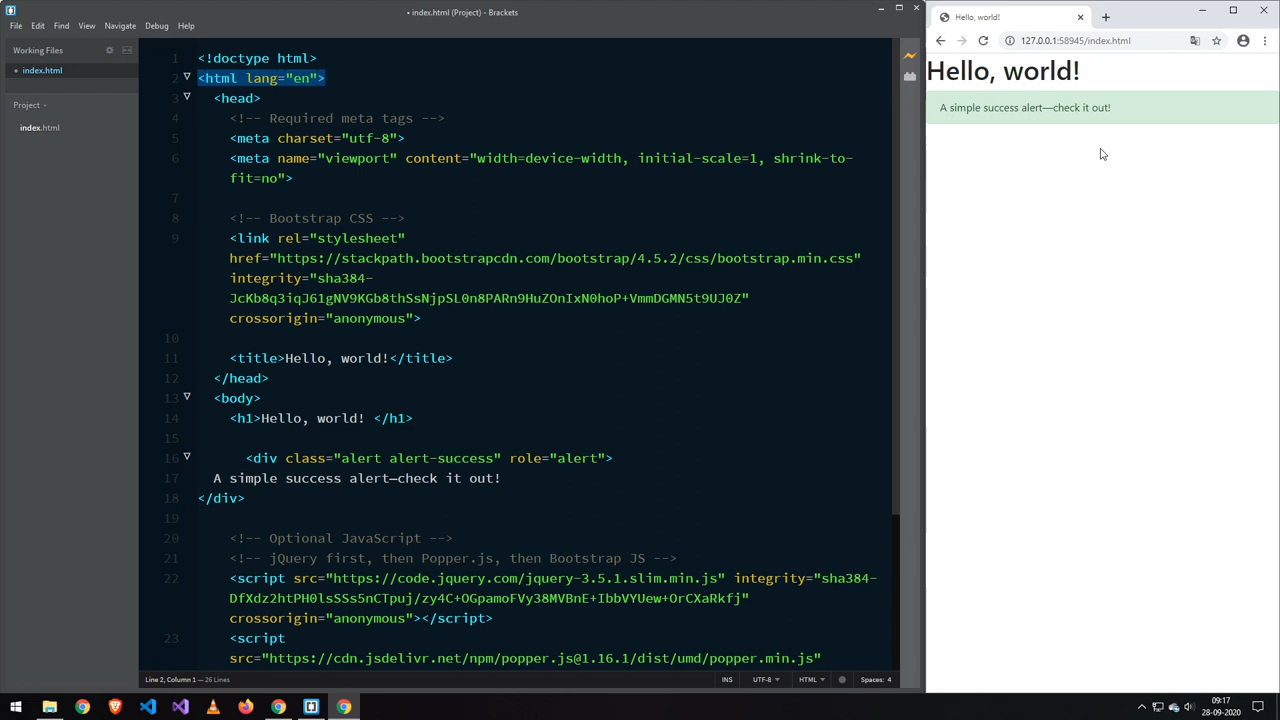 • index.html (Project) - Brackets
File Edit Find View Navigate Debug Help
Working Files
• index.html
Project
index.html
1 <!doctype html>
2 <html lang="en">
3 <head>
4 <!-- Required meta tags -->
5 <meta charset="utf-8">
6 <meta name="viewport" content="width=device-width, initial-scale=1, shrink-to-
fit=no">
7
8 <!-- Bootstrap CSS -->
9 <link rel="stylesheet"
href="https://stackpath.bootstrapcdn.com/bootstrap/4.5.2/css/bootstrap.min.css"
integrity="sha384-
JcKb8q3iqJ61gNV9KGb8thSsNjpSL0n8PARn9HuZOnIxN0hoP+VmmDGMN5t9UJ0Z"
crossorigin="anonymous">
10
11 <title>Hello, world!</title>
12 </head>
13 <body>
14 <h1>Hello, world! </h1>
15
16 <div class="alert alert-success" role="alert">
17 A simple success alert—check it out!
18 </div>
19
20 <!-- Optional JavaScript -->
21 <!-- jQuery first, then Popper.js, then Bootstrap JS -->
22 <script src="https://code.jquery.com/jquery-3.5.1.slim.min.js" integrity="sha384-
DfXdz2htPH0lsSSs5nCTpuj/zy4C+OGpamoFVy38MVBnE+IbbVYUew+OrCXaRkfj"
crossorigin="anonymous"></script>
23 <script
src="https://cdn.jsdelivr.net/npm/popper.js@1.16.1/dist/umd/popper.min.js"
Line 2, Column 1 — 26 Lines
INS UTF-8 HTML Spaces: 4
Hello, world!
127.0.0.1:58945/index.html
Hello, world!
A simple success alert—check it out!
09:17
28-09-2020